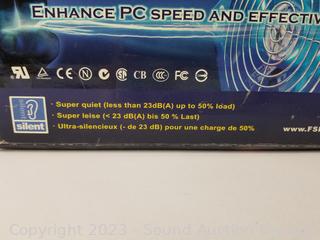 ENHANCE PC SPEED AND EFFECTIV
CE N CB FC
silent
· Super quiet (less than 23dB(A) up to 50% load)
· Super leise (< 23 dB(A) bis 50 % Last)
· Ultra-silencieux (- de 23 dB) pour une charge de 50%
www.FS
Copyright 2023 - Sound Auction Service